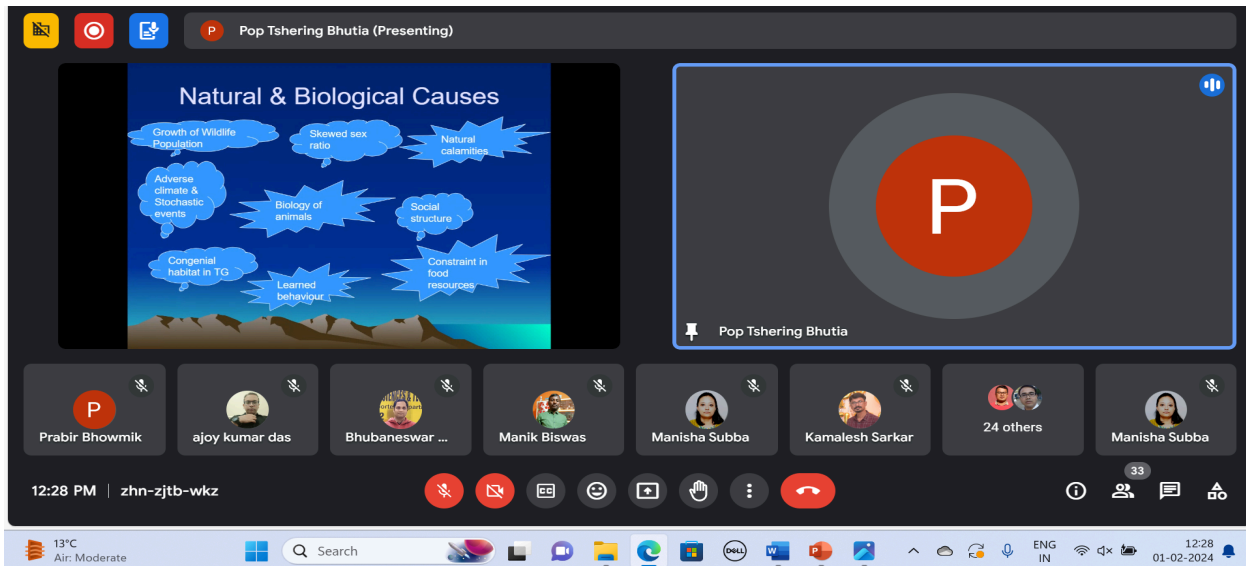 P Pop Tshering Bhutia (Presenting)
Natural & Biological Causes
Growth of Wildlife
Population
Skewed sex
ratio
Natural
calamities
Adverse
climate &
Stochastic
events
Biology of
animals
Social
structure
Congenial
habitat in TG
Learned
behaviour
Constraint in
food
resources
P
Pop Tshering Bhutia
P
Prabir Bhowmik
ajoy kumar das
Bhubaneswar ...
Manik Biswas
Manisha Subba
Kamalesh Sarkar
24 others
Manisha Subba
12:28 PM | zhn-zjtb-wkz
CC
33
13°C
Air: Moderate
Search
DELL
W
P
ENG
IN
12:28
01-02-2024